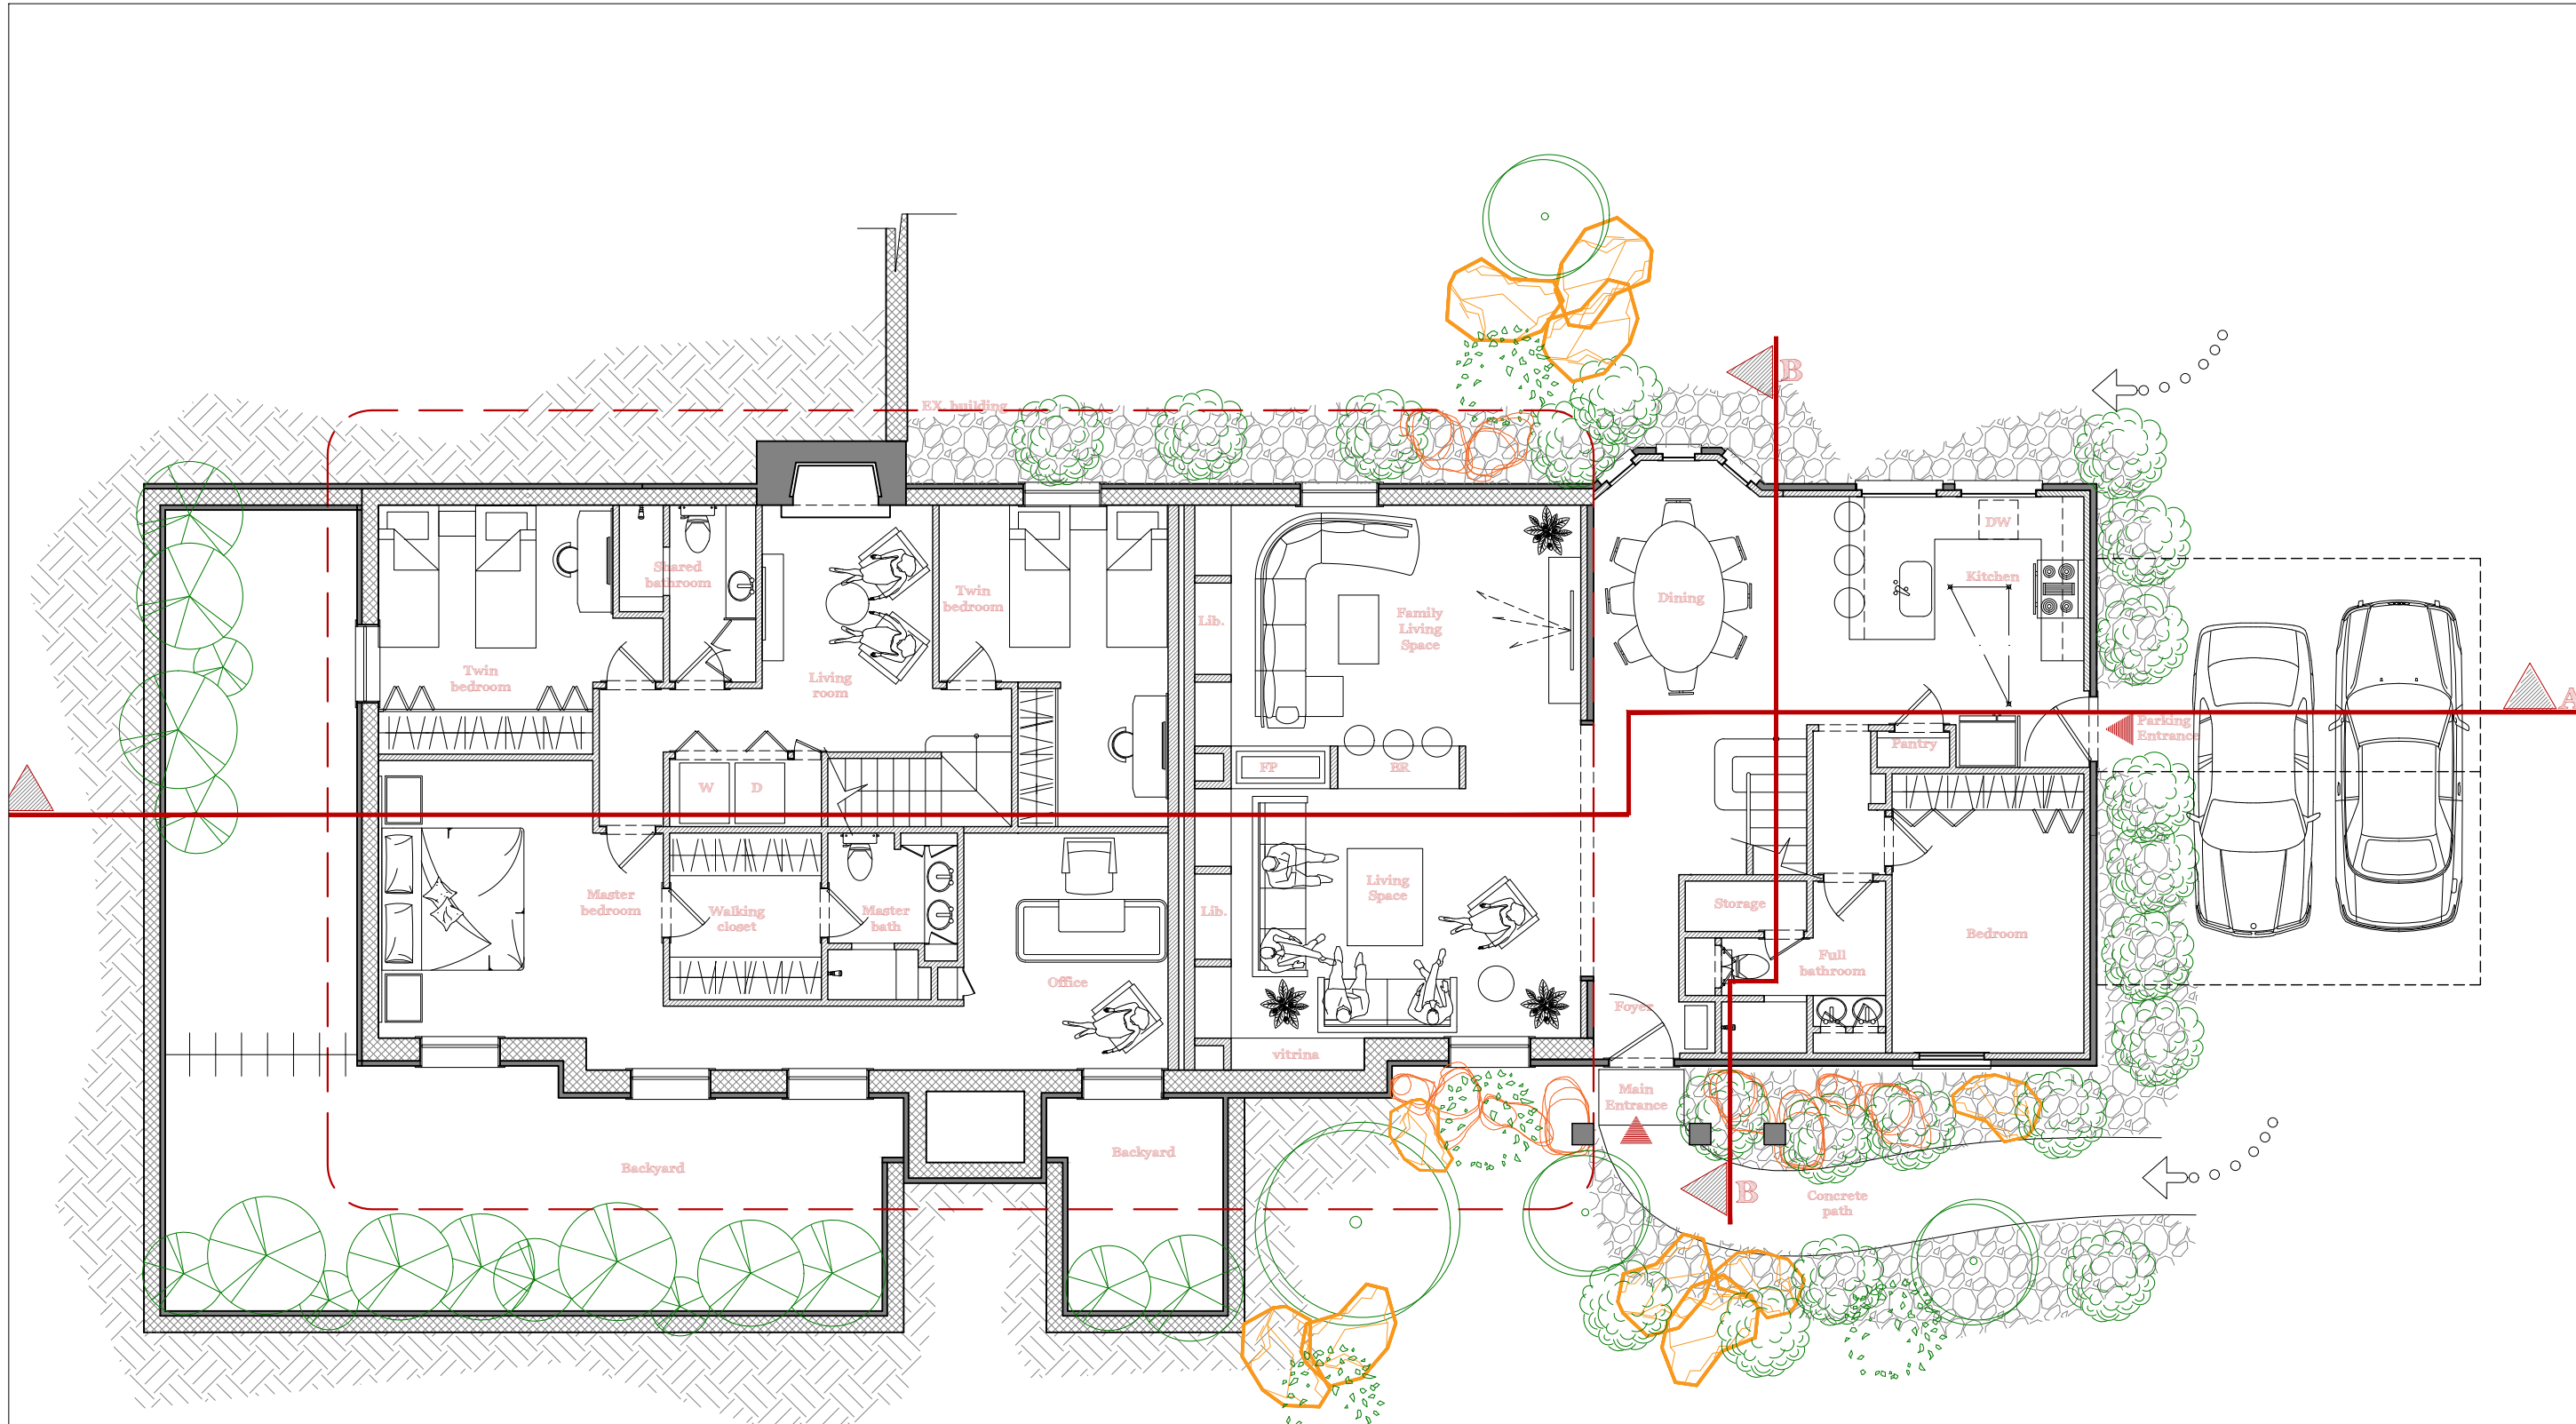 B
EX. building
DW
Shared
bathroom
Kitchen
Twin
bedroom
Dining
Family
Living
Space
Lib.
Twin
bedroom
Living
room
A
Parking
Entrance
Pantry
FP
BR
W
D
Master
bedroom
Walking
closet
Master
bath
Lib.
Living
Space
Storage
Bedroom
Full
bathroom
Office
Foyer
vitrina
Main
Entrance
Backyard
Backyard
B
Concrete
path